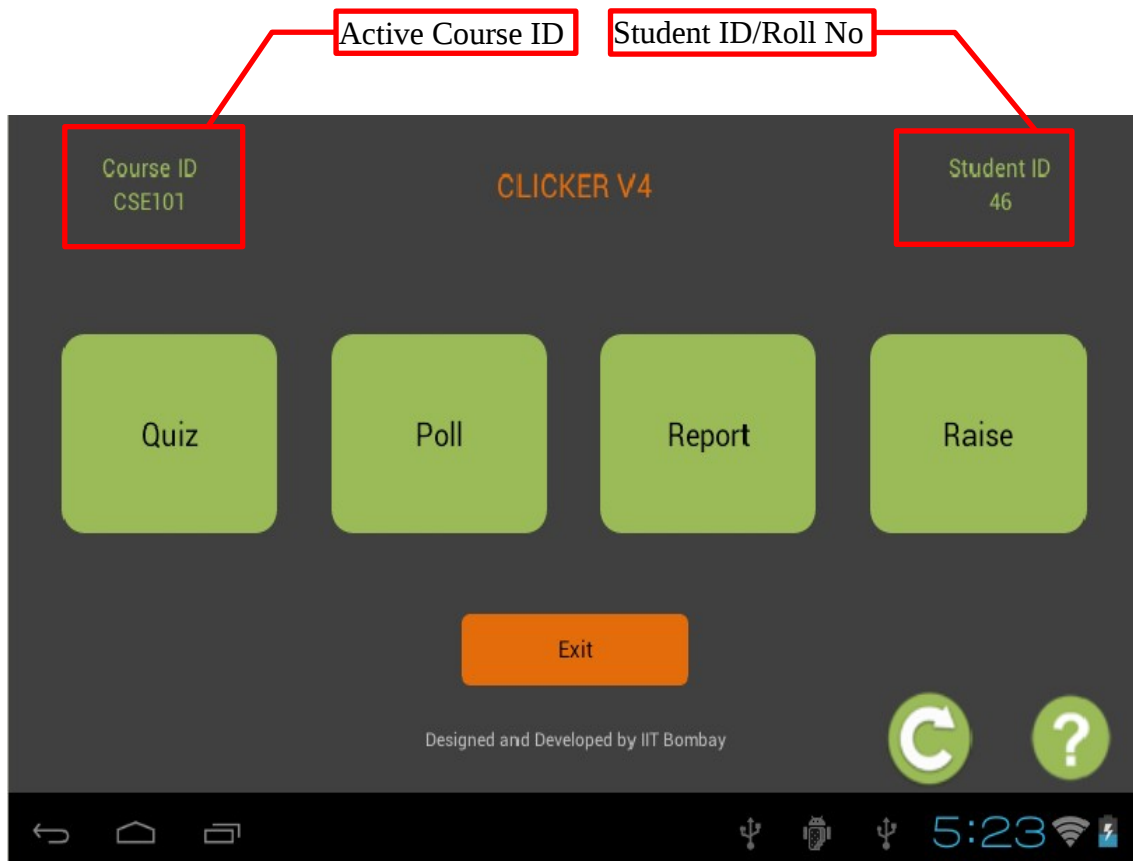 Active Course ID
Student ID/Roll No
Course ID
CSE101
CLICKER V4
Student ID
46
Quiz
Poll
Report
Raise
Exit
Designed and Developed by IIT Bombay
?
5:23